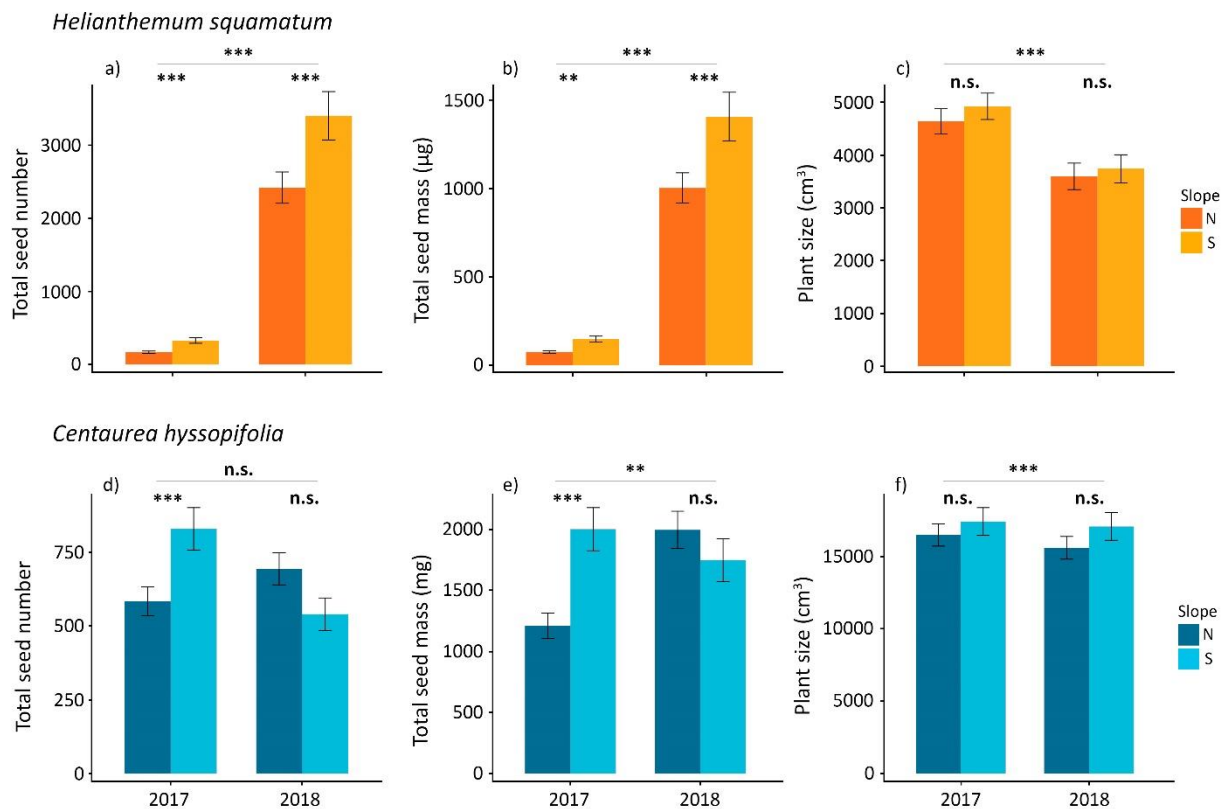 Helianthemum squamatum
a)
***
***
***
Total seed number
3000
2000
1000
0
b)
***
**
***
Total seed mass (µg)
1500
1000
500
0
c)
***
n.s.
n.s.
Plant size (cm³)
5000
4000
3000
2000
1000
0
Slope
N
S
Centaurea hyssopifolia
d)
n.s.
***
n.s.
Total seed number
750
500
250
0
2017
2018
e)
**
***
n.s.
Total seed mass (mg)
2000
1500
1000
500
0
2017
2018
f)
***
n.s.
n.s.
Plant size (cm³)
15000
10000
5000
0
2017
2018
Slope
N
S